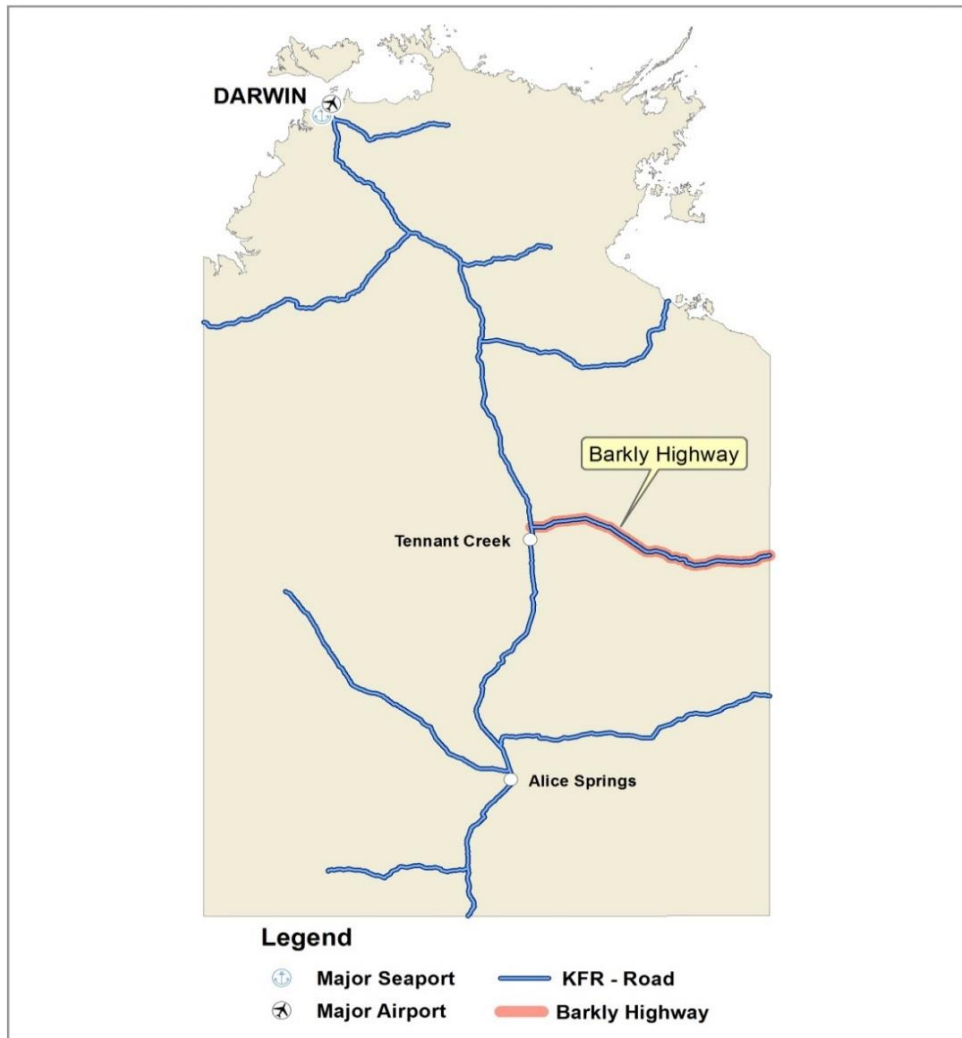 DARWIN
Barkly Highway
Tennant Creek
Alice Springs
Legend
Major Seaport
KFR - Road
Major Airport
Barkly Highway